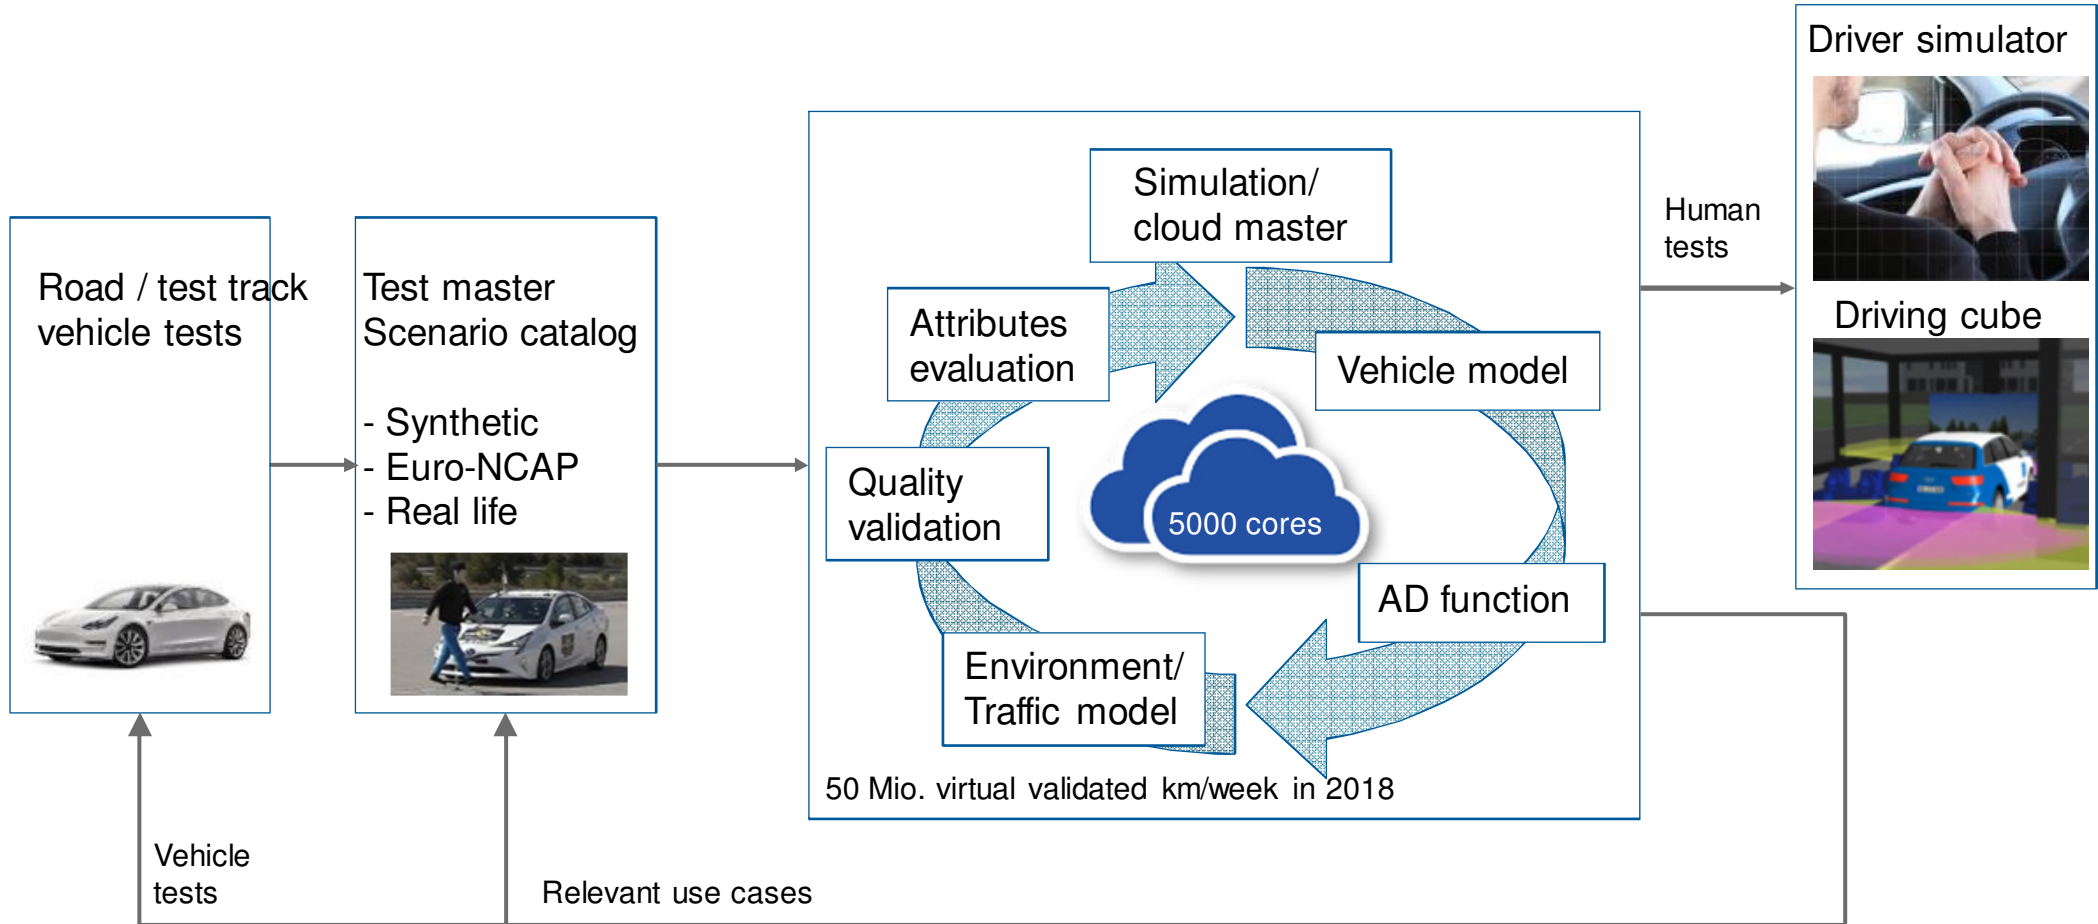 Road / test track
vehicle tests
Test master
Scenario catalog
- Synthetic
- Euro-NCAP
- Real life
Simulation/
cloud master
Attributes
evaluation
Vehicle model
Quality
validation
5000 cores
AD function
Environment/
Traffic model
50 Mio. virtual validated km/week in 2018
Human
tests
Driver simulator
Driving cube
Vehicle
tests
Relevant use cases